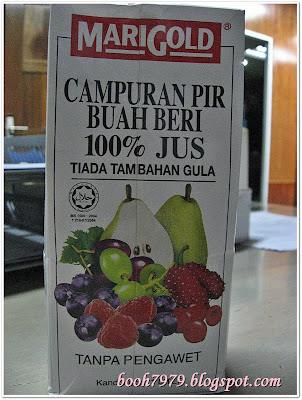 MARIGOLD®
CAMPURAN PIR
BUAH BERI
100% JUS
TIADA TAMBAHAN GULA
TANPA PENGAWET
booh7979.blogspot.com